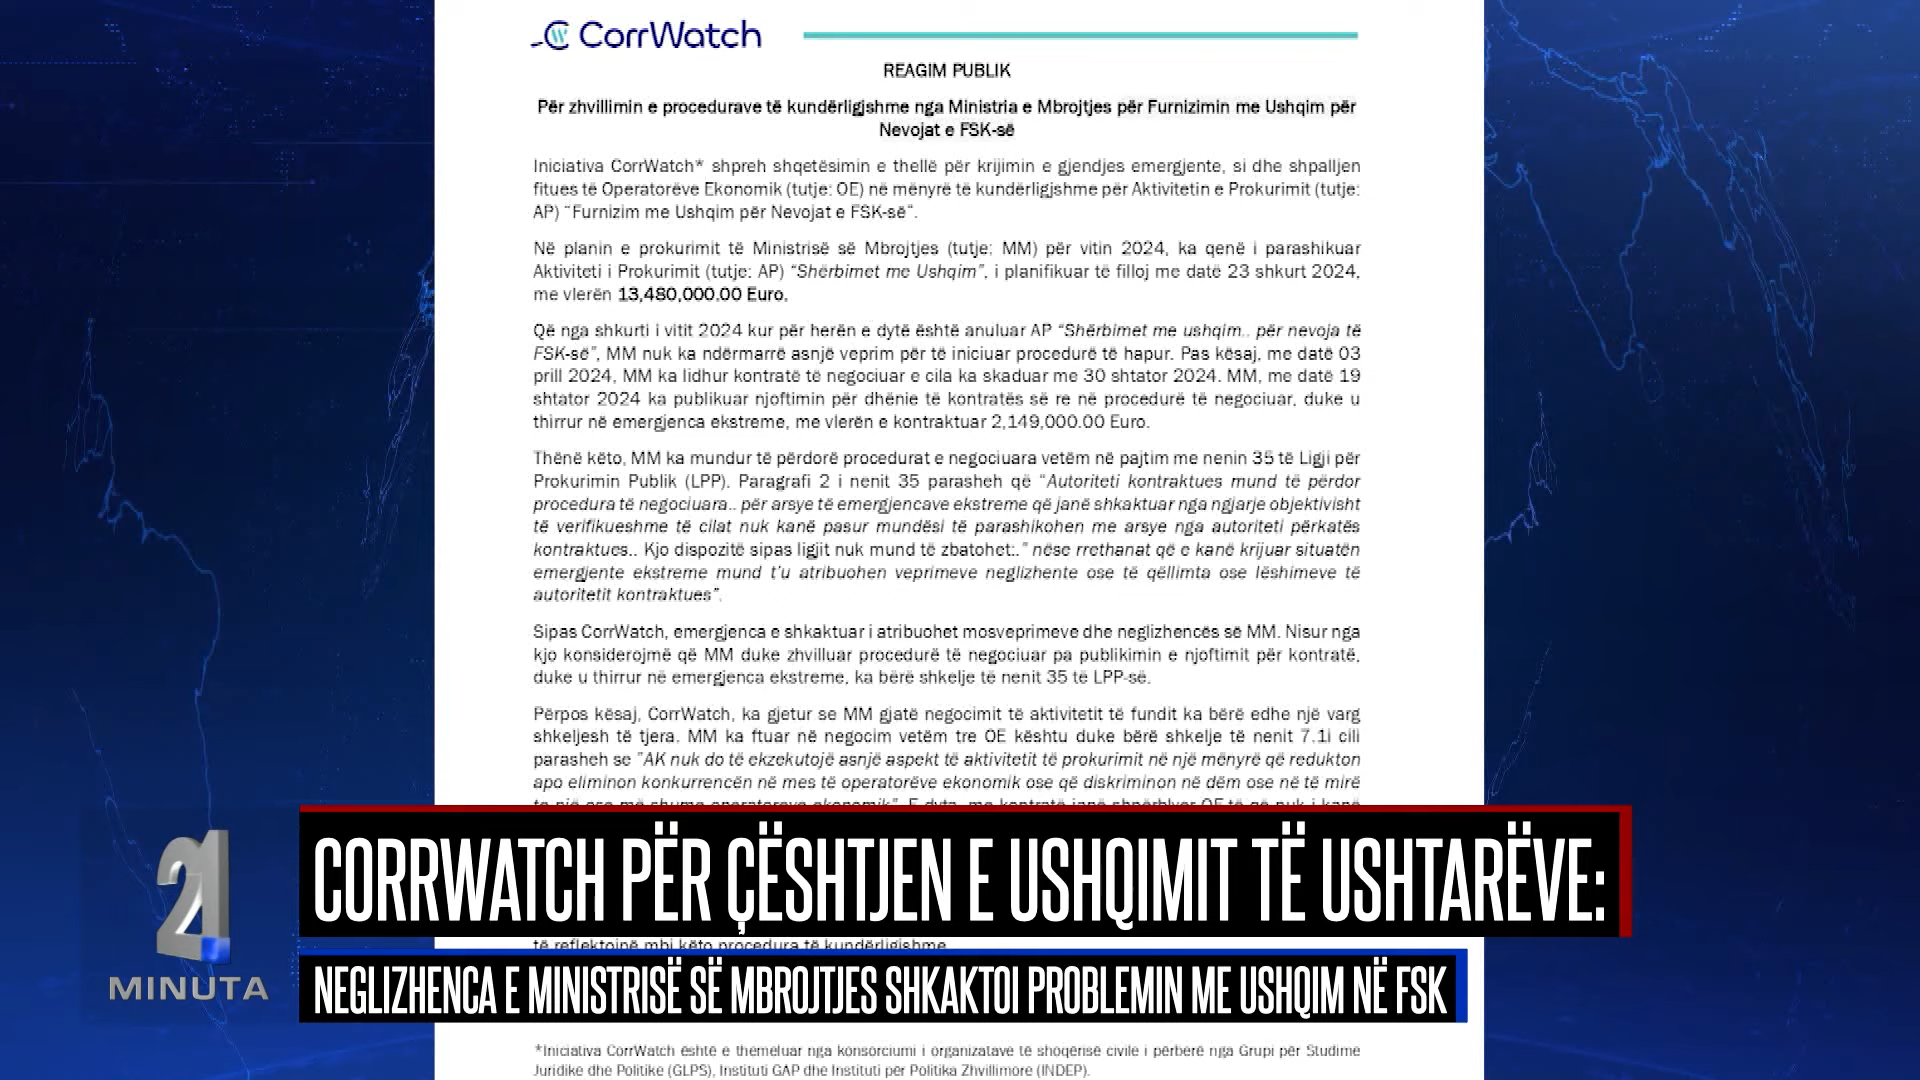 CorrWatch
REAGIM PUBLIK
Për zhvillimin e procedurave të kundërligjshme nga Ministria e Mbrojtjes për Furnizimin me Ushqim për
Nevojat e FSK-së
Iniciativa CorrWatch* shpreh shqetësimin e thellë për krijimin e gjendjes emergjente, si dhe shpalljen
fitues të Operatorëve Ekonomik (tutje: OE) në mënyrë të kundërligjshme për Aktivitetin e Prokurimit (tutje:
AP) “Furnizim me Ushqim për Nevojat e FSK-së”.
Në planin e prokurimit të Ministrisë së Mbrojtjes (tutje: MM) për vitin 2024, ka qenë i parashikuar
Aktiviteti i Prokurimit (tutje: AP) “Shërbimet me Ushqim”, i planifikuar të filloj me datë 23 shkurt 2024,
me vlerën 13,480,000.00 Euro.
Që nga shkurti i vitit 2024 kur për herën e dytë është anuluar AP “Shërbimet me ushqim.. për nevoja të
FSK-së”, MM nuk ka ndërmarrë asnjë veprim për të iniciuar procedurë të hapur. Pas kësaj, me datë 03
prill 2024, MM ka lidhur kontratë të negociuar e cila ka skaduar me 30 shtator 2024. MM, me datë 19
shtator 2024 ka publikuar njoftimin për dhënie të kontratës së re në procedurë të negociuar, duke u
thirrur në emergjenca ekstreme, me vlerën e kontraktuar 2,149,000.00 Euro.
Thënë këto, MM ka mundur të përdorë procedurat e negociuara vetëm në pajtim me nenin 35 të Ligji për
Prokurimin Publik (LPP). Paragrafi 2 i nenit 35 parasheh që “Autoriteti kontraktues mund të përdor
procedura të negociuara.. për arsye të emergjencave ekstreme që janë shkaktuar nga ngjarje objektivisht
të verifikueshme të cilat nuk kanë pasur mundësi të parashikohen me arsye nga autoriteti përkatës
kontraktues.. Kjo dispozitë sipas ligjit nuk mund të zbatohet:.” nëse rrethanat që e kanë krijuar situatën
emergjente ekstreme mund t’u atribuohen veprimeve neglizhente ose të qëllimta ose lëshimeve të
autoritetit kontraktues”.
Sipas CorrWatch, emergjenca e shkaktuar i atribuohet mosveprimeve dhe neglizhencës së MM. Nisur nga
kjo konsiderojmë që MM duke zhvilluar procedurë të negociuar pa publikimin e njoftimit për kontratë,
duke u thirrur në emergjenca ekstreme, ka bërë shkelje të nenit 35 të LPP-së.
Përpos kësaj, CorrWatch, ka gjetur se MM gjatë negocimit të aktivitetit të fundit ka bërë edhe një varg
shkeljesh të tjera. MM ka ftuar në negocim vetëm tre OE kështu duke bërë shkelje të nenit 7.1i cili
parasheh se ”AK nuk do të ekzekutojë asnjë aspekt të aktivitetit të prokurimit në një mënyrë që redukton
apo eliminon konkurrencën në mes të operatorëve ekonomik ose që diskriminon në dëm ose në të mirë
CORRWATCH PËR ÇËSHTJEN E USHQIMIT TË USHTARËVE:
të reflektojnë mbi këto procedura të kundërligjshme.
NEGLIZHENCA E MINISTRISË SË MBROJTJES SHKAKTOI PROBLEMIN ME USHQIM NË FSK
21
MINUTA
*Iniciativa CorrWatch është e themeluar nga konsorciumi i organizatave të shoqërisë civile i përberë nga Grupi për Studime
Juridike dhe Politike (GLPS), Instituti GAP dhe Instituti për Politika Zhvillimore (INDEP).